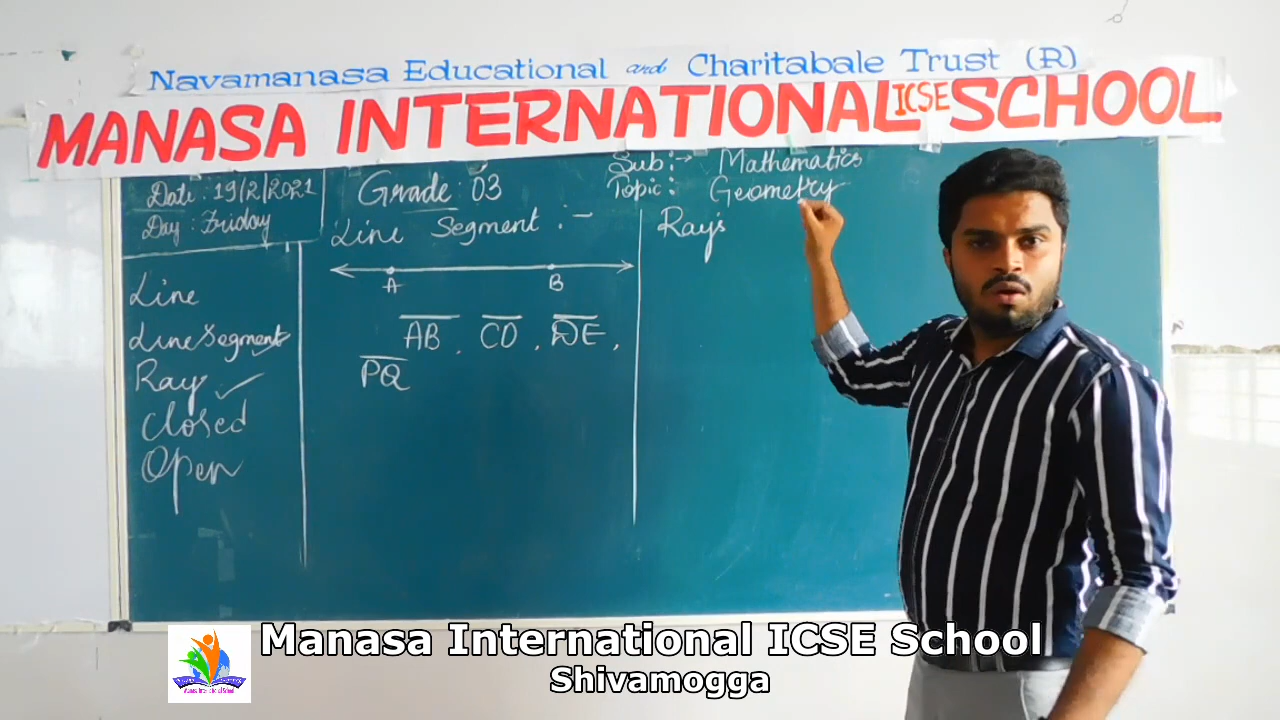 Navamanasa Educational and Charitabale Trust (R)
MANASA INTERNATIONAL ICSE SCHOOL
Date : 19/2/2021
Day : Friday
Grade : 03
Sub :→ Mathematics
Topic : Geometry
Line
Line Segment
Rays ✓
Closed
Open
Line Segment :-
A B
AB, CD, DE,
PQ
Ray's
Manasa International ICSE School
Shivamogga